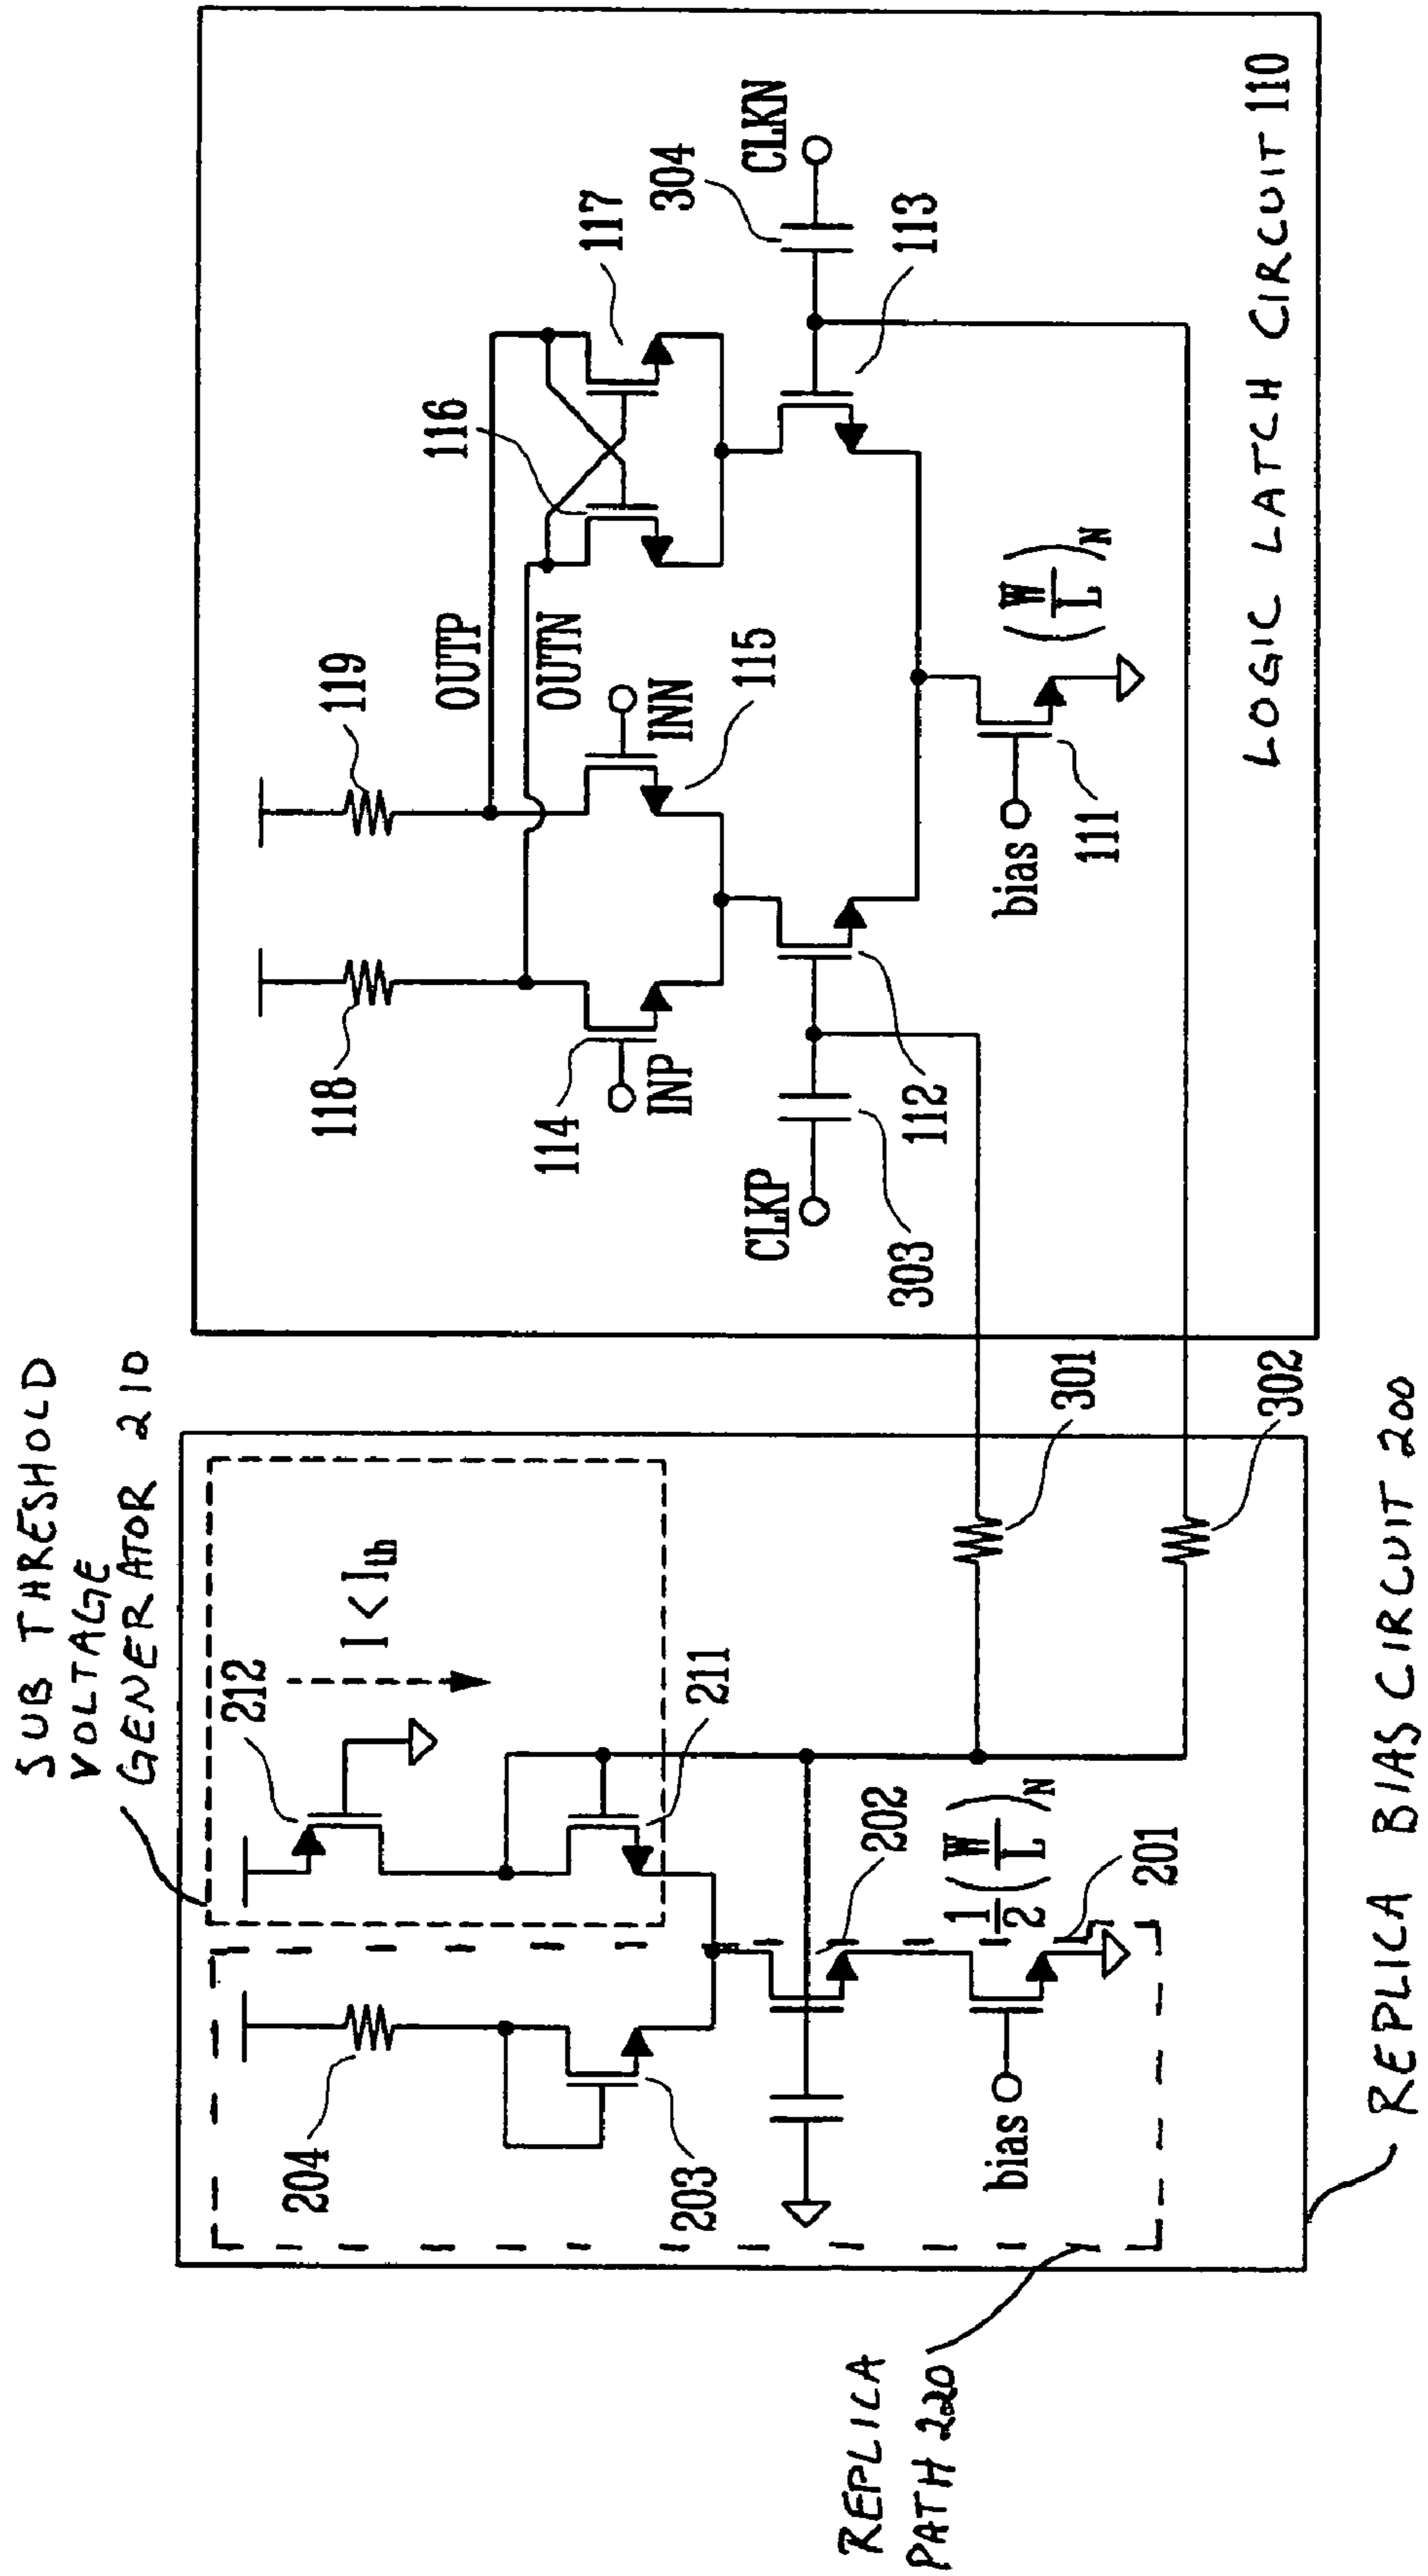 SUB THRESHOLD
VOLTAGE
GENERATOR 210
212
I < Ith
204
211
203
202
1/2 (W/L)N
bias
201
301
302
REPLICA
PATH 220
REPLICA BIAS CIRCUIT 200
118
119
OUTP
OUTN
116
117
114
INP
INN
115
304
CLKP
CLKN
303
112
113
bias
(W/L)N
111
LOGIC LATCH CIRCUIT 110